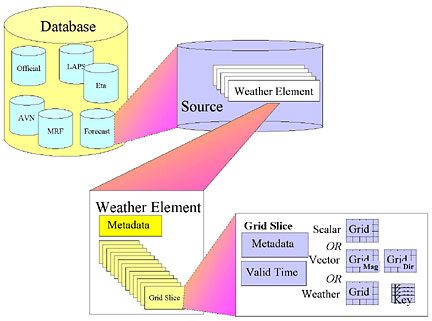 Database
Official
LAPS
Eta
AVN
MRF
Forecast
Source
Weather Element
Weather Element
Metadata
Grid Slice
Grid Slice
Metadata
Valid Time
Scalar
Grid
OR
Vector
Grid
Mag
Grid
Dir
OR
Weather
Grid
Key